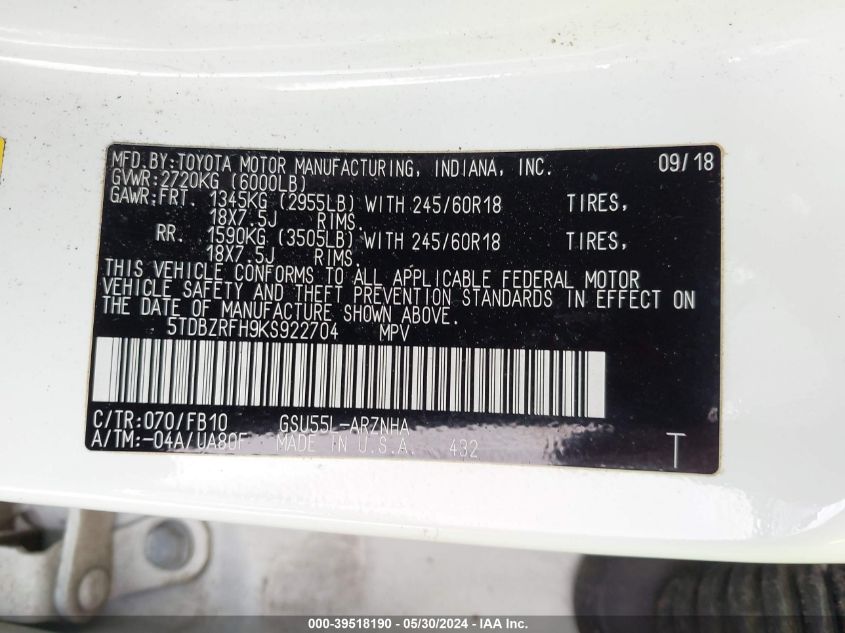 MFD.BY:TOYOTA MOTOR MANUFACTURING, INDIANA, INC. 09/18
GVWR:2720KG (6000LB)
GAWR:FRT. 1345KG (2955LB) WITH 245/60R18 TIRES,
18X7.5J RIMS.
RR. 1590KG (3505LB) WITH 245/60R18 TIRES,
18X7.5J RIMS.
THIS VEHICLE CONFORMS TO ALL APPLICABLE FEDERAL MOTOR
VEHICLE SAFETY AND THEFT PREVENTION STANDARDS IN EFFECT ON
THE DATE OF MANUFACTURE SHOWN ABOVE.
5TDBZRFH9KS922704 MPV
C/TR:070/FB10 GSU55L-ARZNHA
A/TM:-04A/UA80F MADE IN U.S.A. 432 T
000-39518190 - 05/30/2024 - IAA Inc.